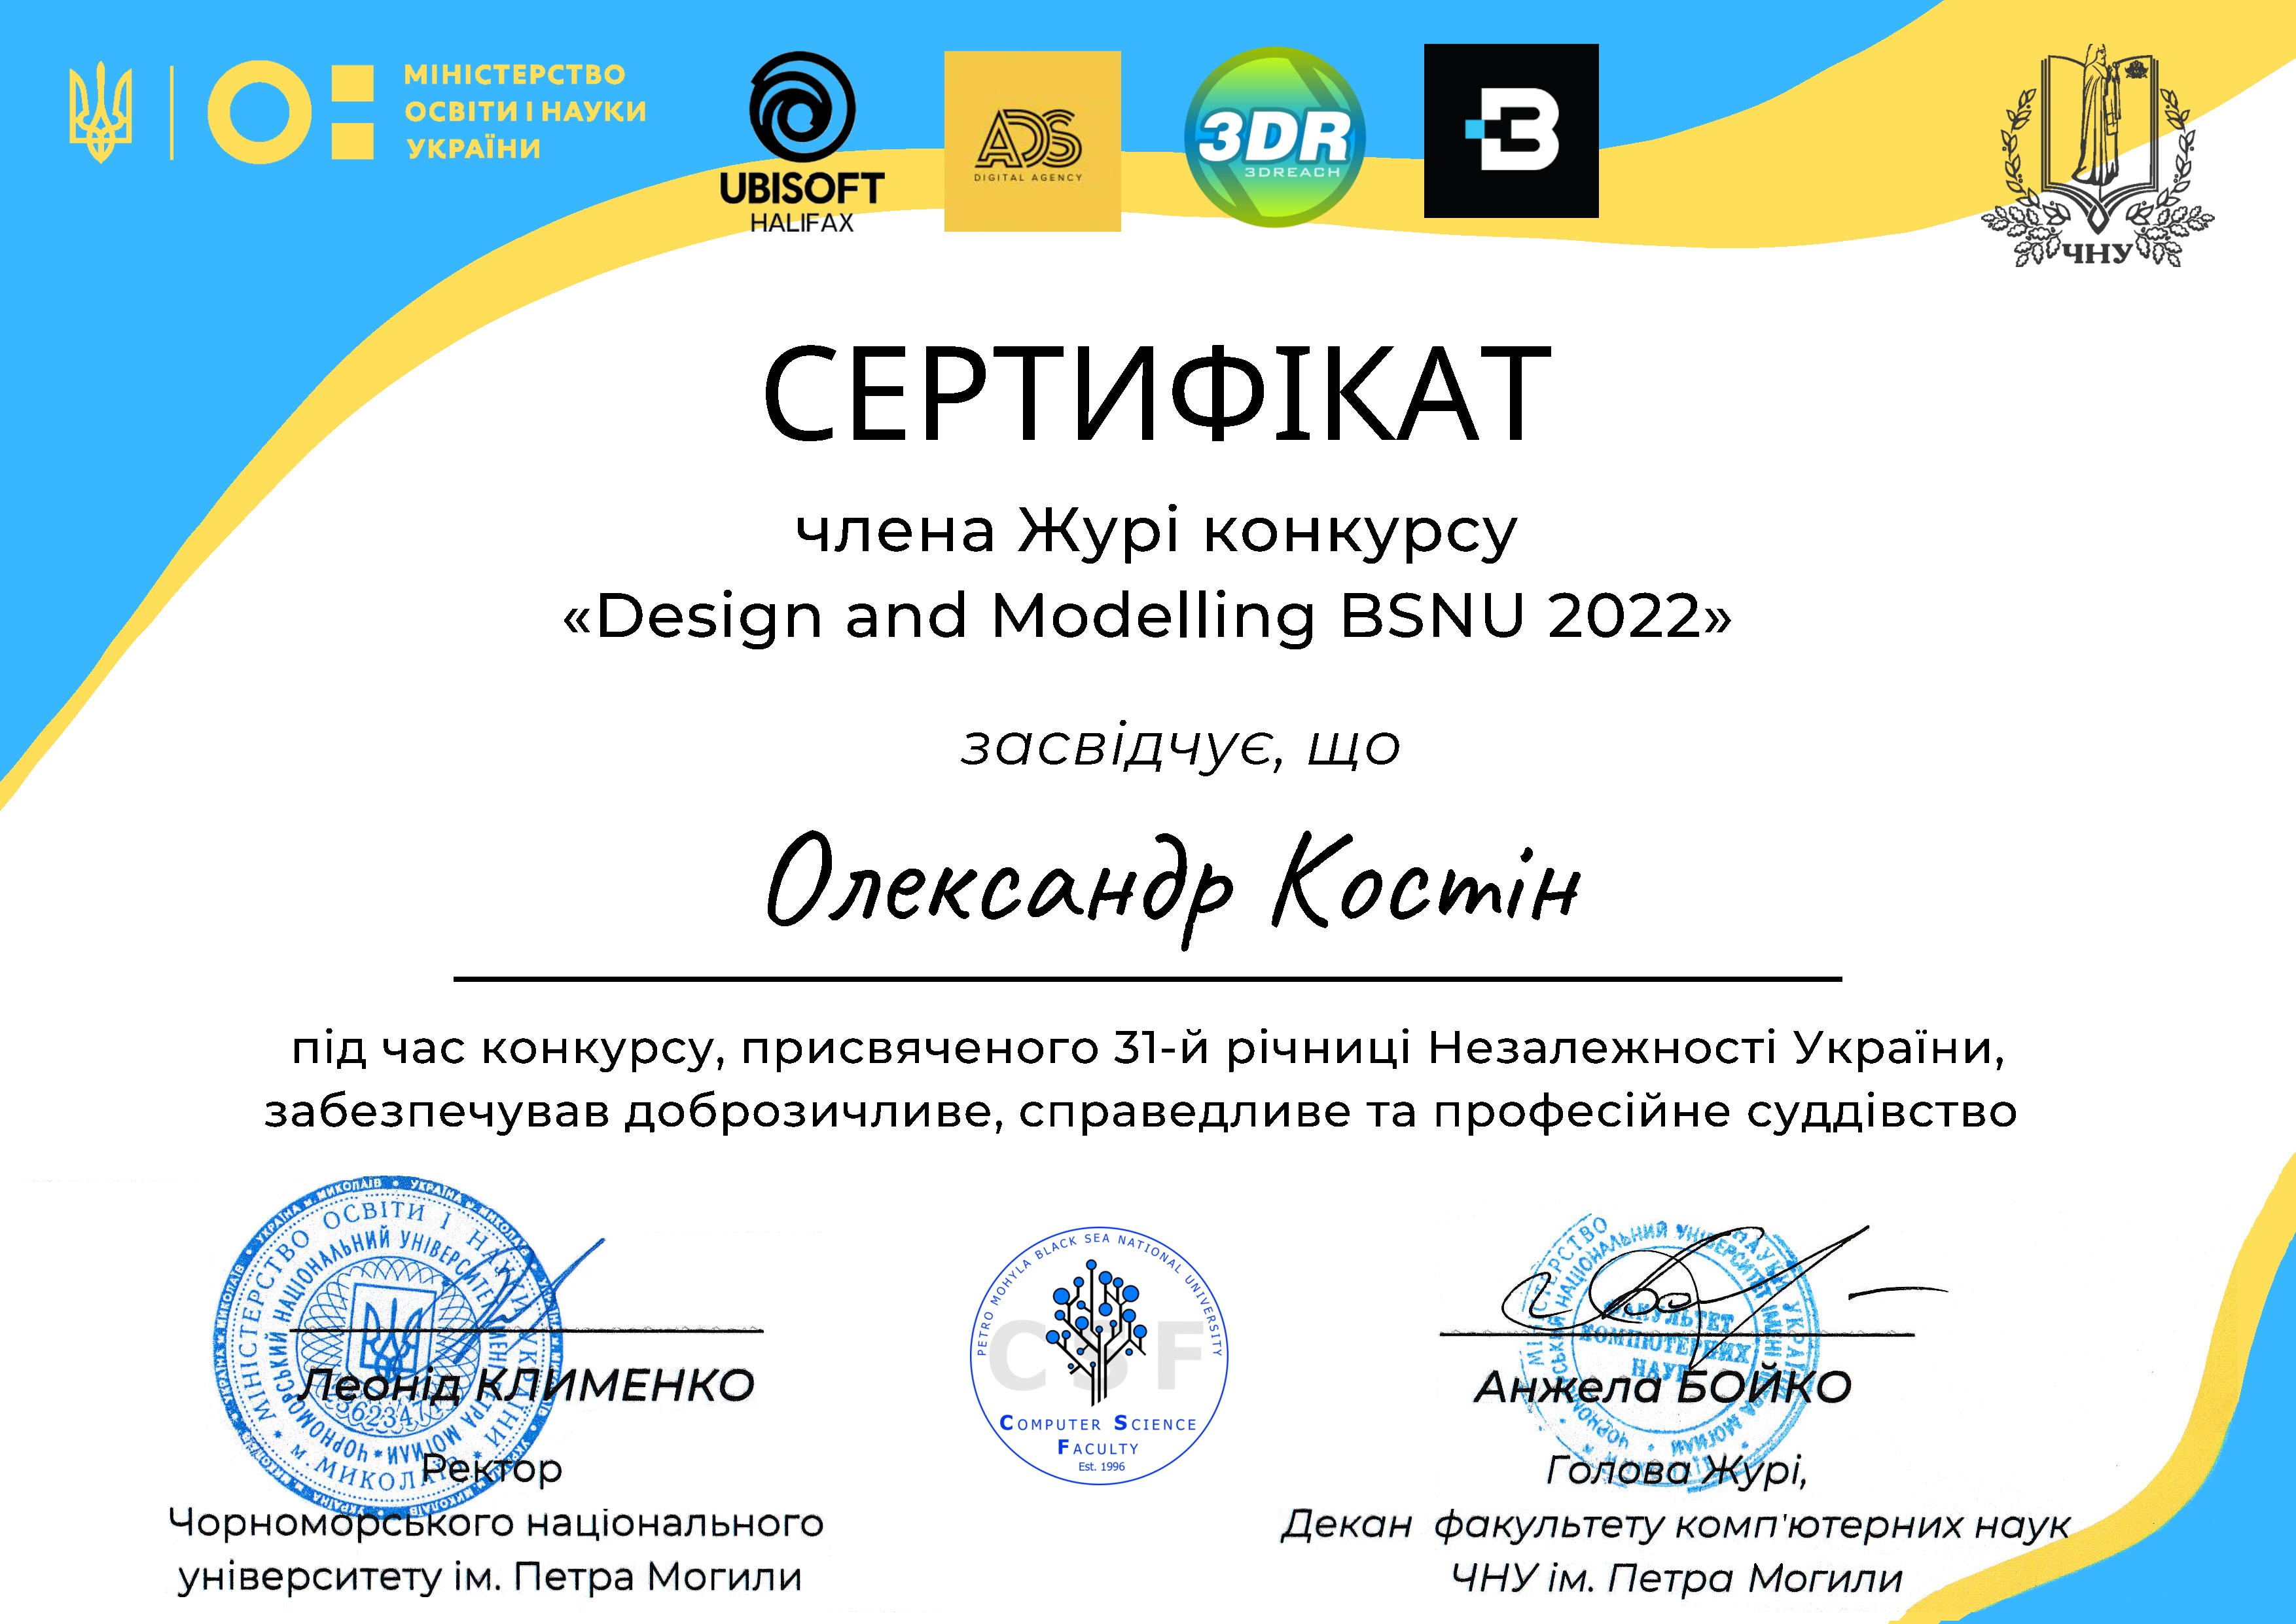 МІНІСТЕРСТВО
ОСВІТИ І НАУКИ
УКРАЇНИ
UBISOFT
HALIFAX
ADS
DIGITAL AGENCY
3DR
3DREACH
B
ЧНУ
СЕРТИФІКАТ
члена Журі конкурсу
«Design and Modelling BSNU 2022»
засвідчує, що
Олександр Костін
під час конкурсу, присвяченого 31-й річниці Незалежності України,
забезпечував доброзичливе, справедливе та професійне суддівство
МІНІСТЕРСТВО ОСВІТИ І НАУКИ УКРАЇНИ
м. МИКОЛАЇВ
ЧОРНОМОРСЬКИЙ НАЦІОНАЛЬНИЙ УНІВЕРСИТЕТ ІМЕНІ ПЕТРА МОГИЛИ
Леонід КЛИМЕНКО
Ректор
Чорноморського національного
університету ім. Петра Могили
PETRO MOHYLA BLACK SEA NATIONAL UNIVERSITY
CSF
COMPUTER SCIENCE
FACULTY
Est. 1996
ФАКУЛЬТЕТ
КОМП'ЮТЕРНИХ
НАУК
Анжела БОЙКО
Голова Журі,
Декан факультету комп'ютерних наук
ЧНУ ім. Петра Могили